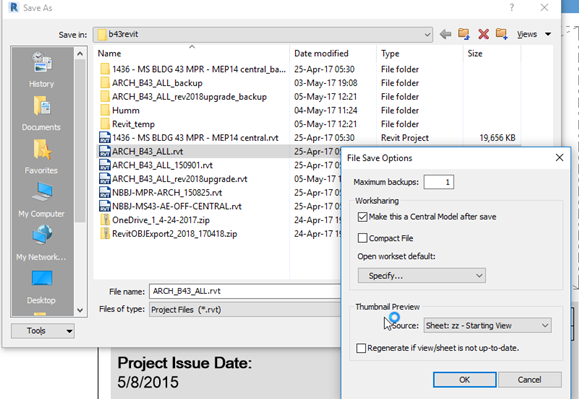 Save As
Save in: b43revit Views
Name Date modified Type Size
1436 - MS BLDG 43 MPR - MEP14 central_ba... 25-Apr-17 05:30 File folder
ARCH_B43_ALL_backup 03-May-17 19:08 File folder
ARCH_B43_ALL_rev2018upgrade_backup 05-May-17 12:21 File folder
Humm 04-May-17 11:24 File folder
Revit_temp 05-May-17 12:21 File folder
1436 - MS BLDG 43 MPR - MEP14 central.rvt 25-Apr-17 05:30 Revit Project 19,656 KB
ARCH_B43_ALL.rvt 25-Apr-17 0
ARCH_B43_ALL_150901.rvt 25-Apr-17 0
ARCH_B43_ALL_rev2018upgrade.rvt 25-Apr-17 0
NBBJ-MPR-ARCH_150825.rvt 25-Apr-17 0
NBBJ-MS43-AE-OFF-CENTRAL.rvt 25-Apr-17 0
OneDrive_1_4-24-2017.zip 24-Apr-17 19
RevitOBJExport2_2018_170418.zip 24-Apr-17 19
History
Documents
Favorites
My Computer
My Network...
Desktop
File name: ARCH_B43_ALL.rvt
Files of type: Project Files (*.rvt)
Tools
File Save Options
Maximum backups: 1
Worksharing
Make this a Central Model after save
Compact File
Open workset default:
Specify...
Thumbnail Preview
Source: Sheet: zz - Starting View
Regenerate if view/sheet is not up-to-date.
OK Cancel
Project Issue Date:
5/8/2015